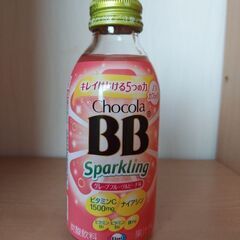 キレイはじける5つの力
Chocola
BB
Sparkling
グレープフルーツ&ピーチ味
ビタミンC
1500mg
ナイアシン
炭酸飲料